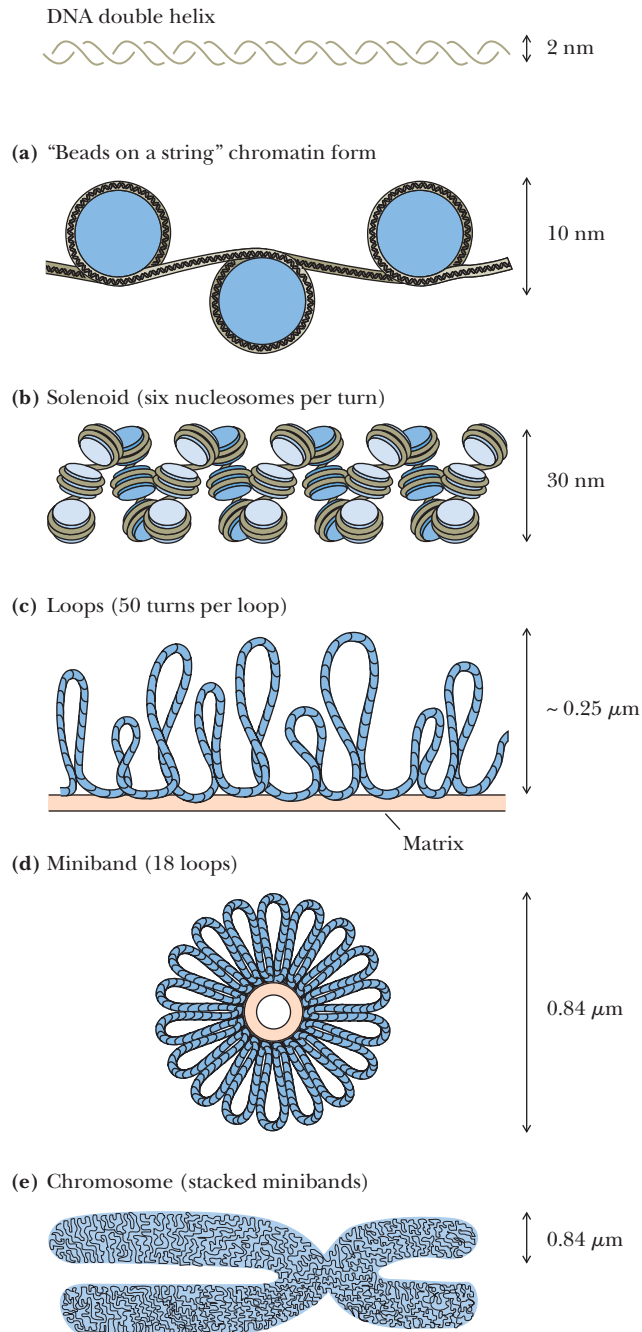 DNA double helix
2 nm
(a) “Beads on a string” chromatin form
10 nm
(b) Solenoid (six nucleosomes per turn)
30 nm
(c) Loops (50 turns per loop)
~ 0.25 μm
Matrix
(d) Miniband (18 loops)
0.84 μm
(e) Chromosome (stacked minibands)
0.84 μm